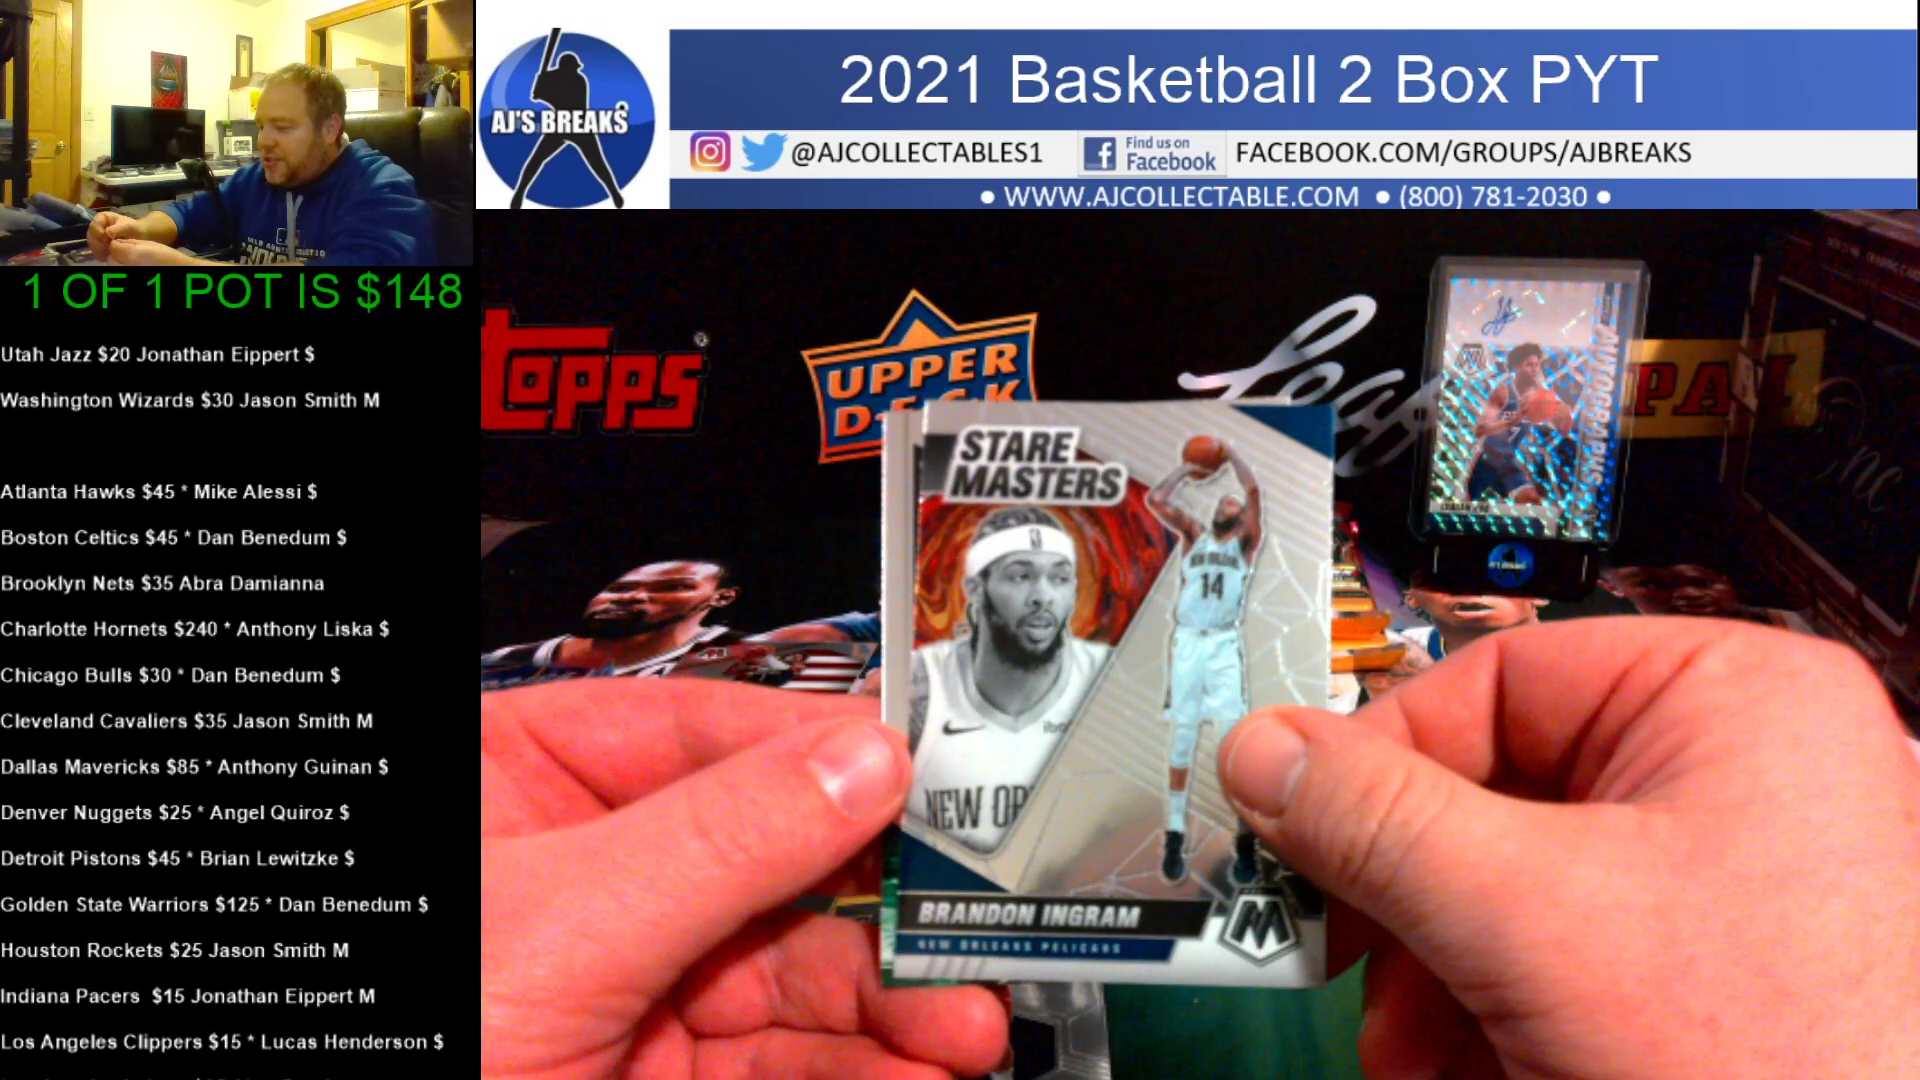 AJ'S BREAKS
2021 Basketball 2 Box PYT
@AJCOLLECTABLES1
Find us on
Facebook
FACEBOOK.COM/GROUPS/AJBREAKS
• WWW.AJCOLLECTABLE.COM • (800) 781-2030 •
1 OF 1 POT IS $148
Utah Jazz $20 Jonathan Eippert $
Washington Wizards $30 Jason Smith M
Atlanta Hawks $45 * Mike Alessi $
Boston Celtics $45 * Dan Benedum $
Brooklyn Nets $35 Abra Damianna
Charlotte Hornets $240 * Anthony Liska $
Chicago Bulls $30 * Dan Benedum $
Cleveland Cavaliers $35 Jason Smith M
Dallas Mavericks $85 * Anthony Guinan $
Denver Nuggets $25 * Angel Quiroz $
Detroit Pistons $45 * Brian Lewitzke $
Golden State Warriors $125 * Dan Benedum $
Houston Rockets $25 Jason Smith M
Indiana Pacers $15 Jonathan Eippert M
Los Angeles Clippers $15 * Lucas Henderson $
topps
UPPER
DECK
Leaf
AUTOGRAPHS
STARE
MASTERS
14
NEW OR
BRANDON INGRAM
NEW ORLEANS PELICANS
M